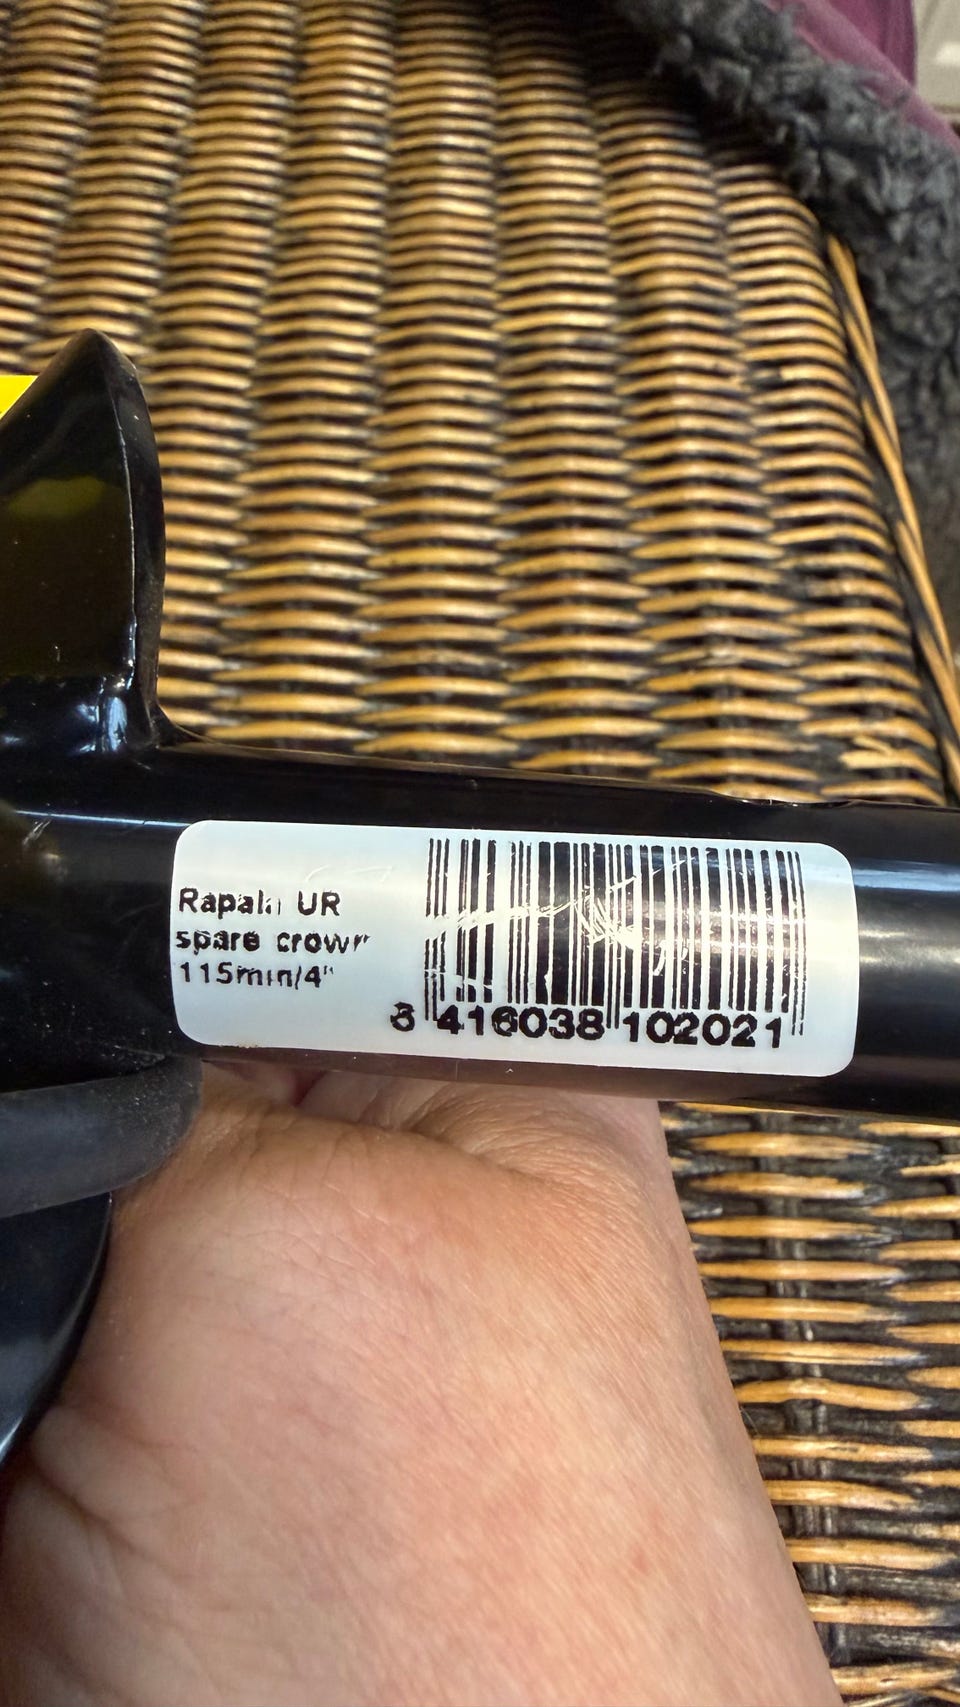 Rapala UR
spare crown
115mm/4"
6 416038 102021